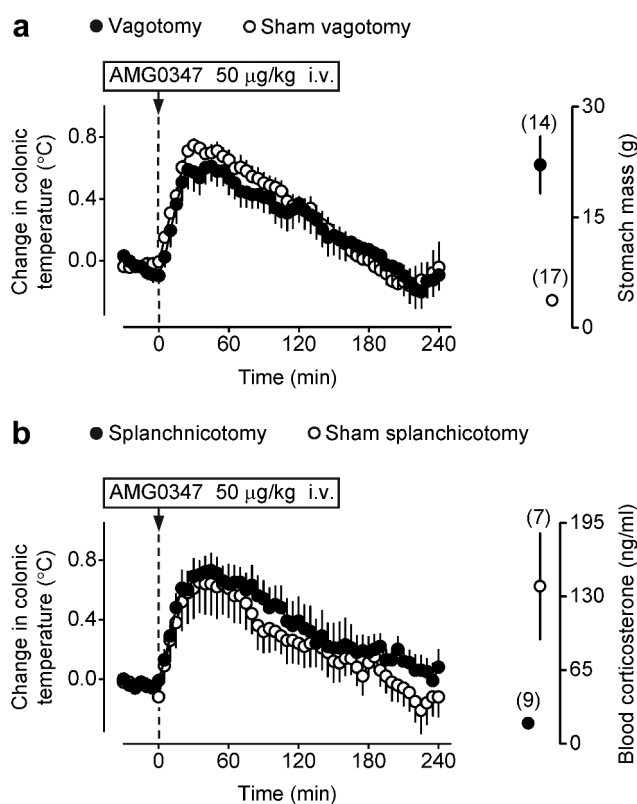 a
Vagotomy Sham vagotomy
AMG0347 50 μg/kg i.v.
Change in colonic
temperature (°C)
0.8
0.4
0.0
0 60 120 180 240
Time (min)
(14)
(17)
30
15
0
Stomach mass (g)
b
Splanchnicotomy Sham splanchicotomy
AMG0347 50 μg/kg i.v.
Change in colonic
temperature (°C)
0.8
0.4
0.0
0 60 120 180 240
Time (min)
(7)
(9)
195
130
65
0
Blood corticosterone (ng/ml)